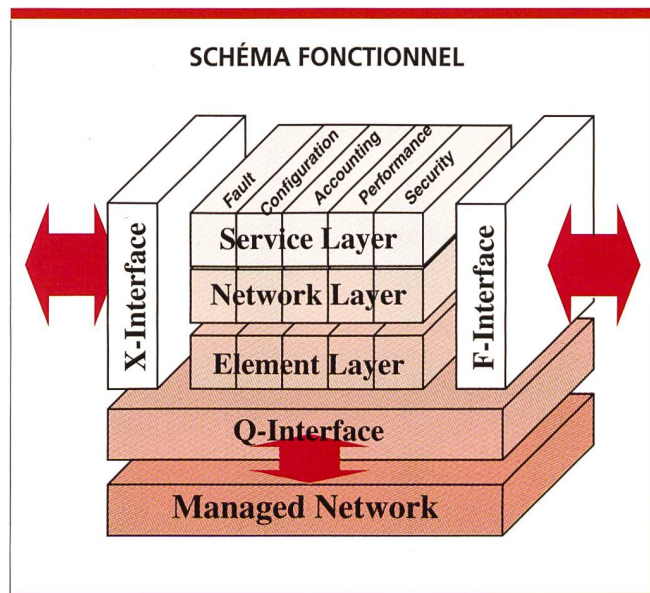 SCHÉMA FONCTIONNEL
Fault
Configuration
Accounting
Performance
Security
Service Layer
Network Layer
Element Layer
X-Interface
F-Interface
Q-Interface
Managed Network